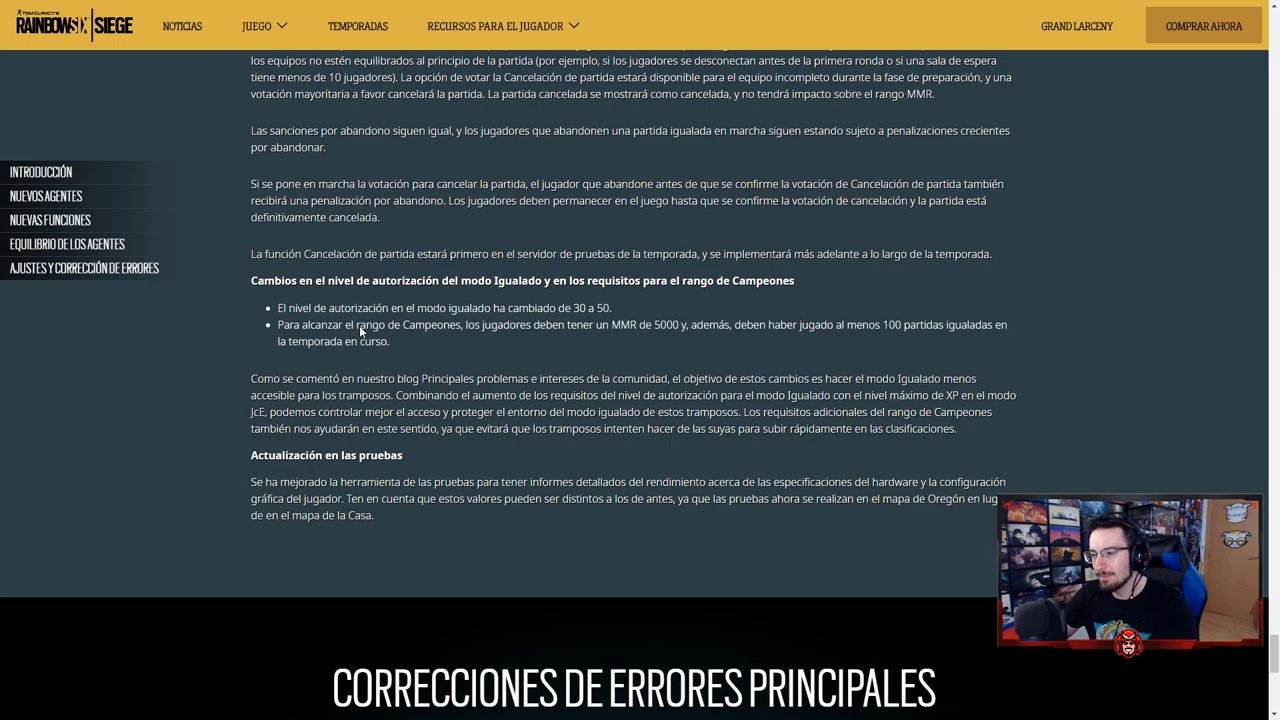 TOM CLANCY'S
RAINBOW SIX | SIEGE
NOTICIAS
JUEGO
TEMPORADAS
RECURSOS PARA EL JUGADOR
GRAND LARCENY
COMPRAR AHORA
los equipos no estén equilibrados al principio de la partida (por ejemplo, si los jugadores se desconectan antes de la primera ronda o si una sala de espera
tiene menos de 10 jugadores). La opción de votar la Cancelación de partida estará disponible para el equipo incompleto durante la fase de preparación, y una
votación mayoritaria a favor cancelará la partida. La partida cancelada se mostrará como cancelada, y no tendrá impacto sobre el rango MMR.
Las sanciones por abandono siguen igual, y los jugadores que abandonen una partida igualada en marcha siguen estando sujeto a penalizaciones crecientes
por abandonar.
INTRODUCCIÓN
NUEVOS AGENTES
NUEVAS FUNCIONES
EQUILIBRIO DE LOS AGENTES
AJUSTES Y CORRECCIÓN DE ERRORES
Si se pone en marcha la votación para cancelar la partida, el jugador que abandone antes de que se confirme la votación de Cancelación de partida también
recibirá una penalización por abandono. Los jugadores deben permanecer en el juego hasta que se confirme la votación de cancelación y la partida está
definitivamente cancelada.
La función Cancelación de partida estará primero en el servidor de pruebas de la temporada, y se implementará más adelante a lo largo de la temporada.
Cambios en el nivel de autorización del modo Igualado y en los requisitos para el rango de Campeones
• El nivel de autorización en el modo igualado ha cambiado de 30 a 50.
• Para alcanzar el rango de Campeones, los jugadores deben tener un MMR de 5000 y, además, deben haber jugado al menos 100 partidas igualadas en
la temporada en curso.
Como se comentó en nuestro blog Principales problemas e intereses de la comunidad, el objetivo de estos cambios es hacer el modo Igualado menos
accesible para los tramposos. Combinando el aumento de los requisitos del nivel de autorización para el modo Igualado con el nivel máximo de XP en el modo
JcE, podemos controlar mejor el acceso y proteger el entorno del modo igualado de estos tramposos. Los requisitos adicionales del rango de Campeones
también nos ayudarán en este sentido, ya que evitará que los tramposos intenten hacer de las suyas para subir rápidamente en las clasificaciones.
Actualización en las pruebas
Se ha mejorado la herramienta de las pruebas para tener informes detallados del rendimiento acerca de las especificaciones del hardware y la configuración
gráfica del jugador. Ten en cuenta que estos valores pueden ser distintos a los de antes, ya que las pruebas ahora se realizan en el mapa de Oregón en lug
de en el mapa de la Casa.
CORRECCIONES DE ERRORES PRINCIPALES